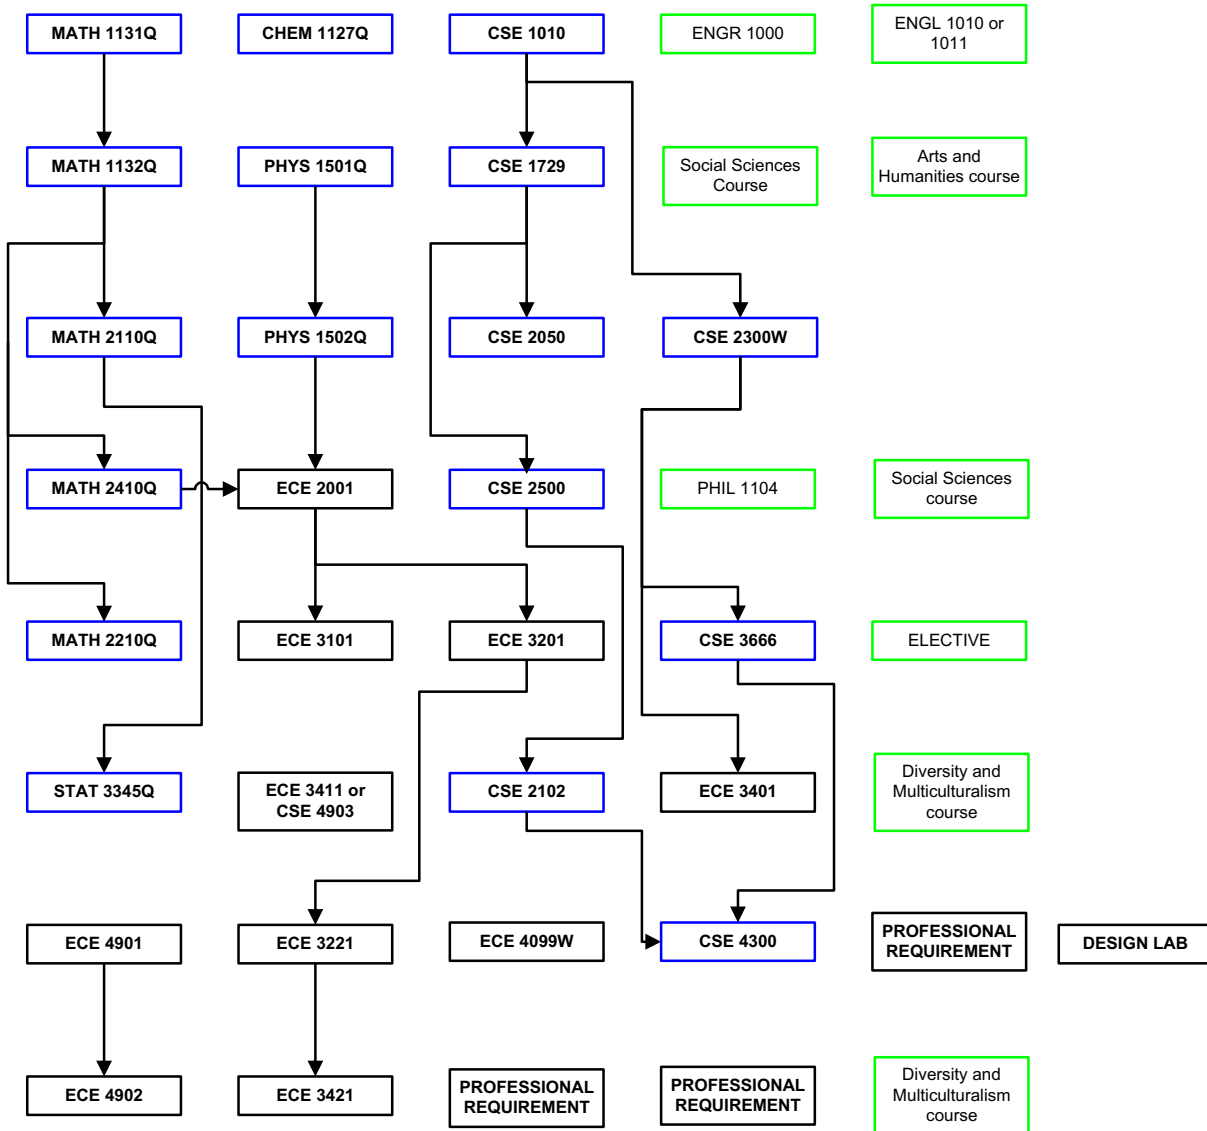 MATH 1131Q
CHEM 1127Q
CSE 1010
ENGR 1000
ENGL 1010 or
1011
MATH 1132Q
PHYS 1501Q
CSE 1729
Social Sciences
Course
Arts and
Humanities course
MATH 2110Q
PHYS 1502Q
CSE 2050
CSE 2300W
MATH 2410Q
ECE 2001
CSE 2500
PHIL 1104
Social Sciences
course
MATH 2210Q
ECE 3101
ECE 3201
CSE 3666
ELECTIVE
STAT 3345Q
ECE 3411 or
CSE 4903
CSE 2102
ECE 3401
Diversity and
Multiculturalism
course
ECE 4901
ECE 3221
ECE 4099W
CSE 4300
PROFESSIONAL
REQUIREMENT
DESIGN LAB
ECE 4902
ECE 3421
PROFESSIONAL
REQUIREMENT
PROFESSIONAL
REQUIREMENT
Diversity and
Multiculturalism
course